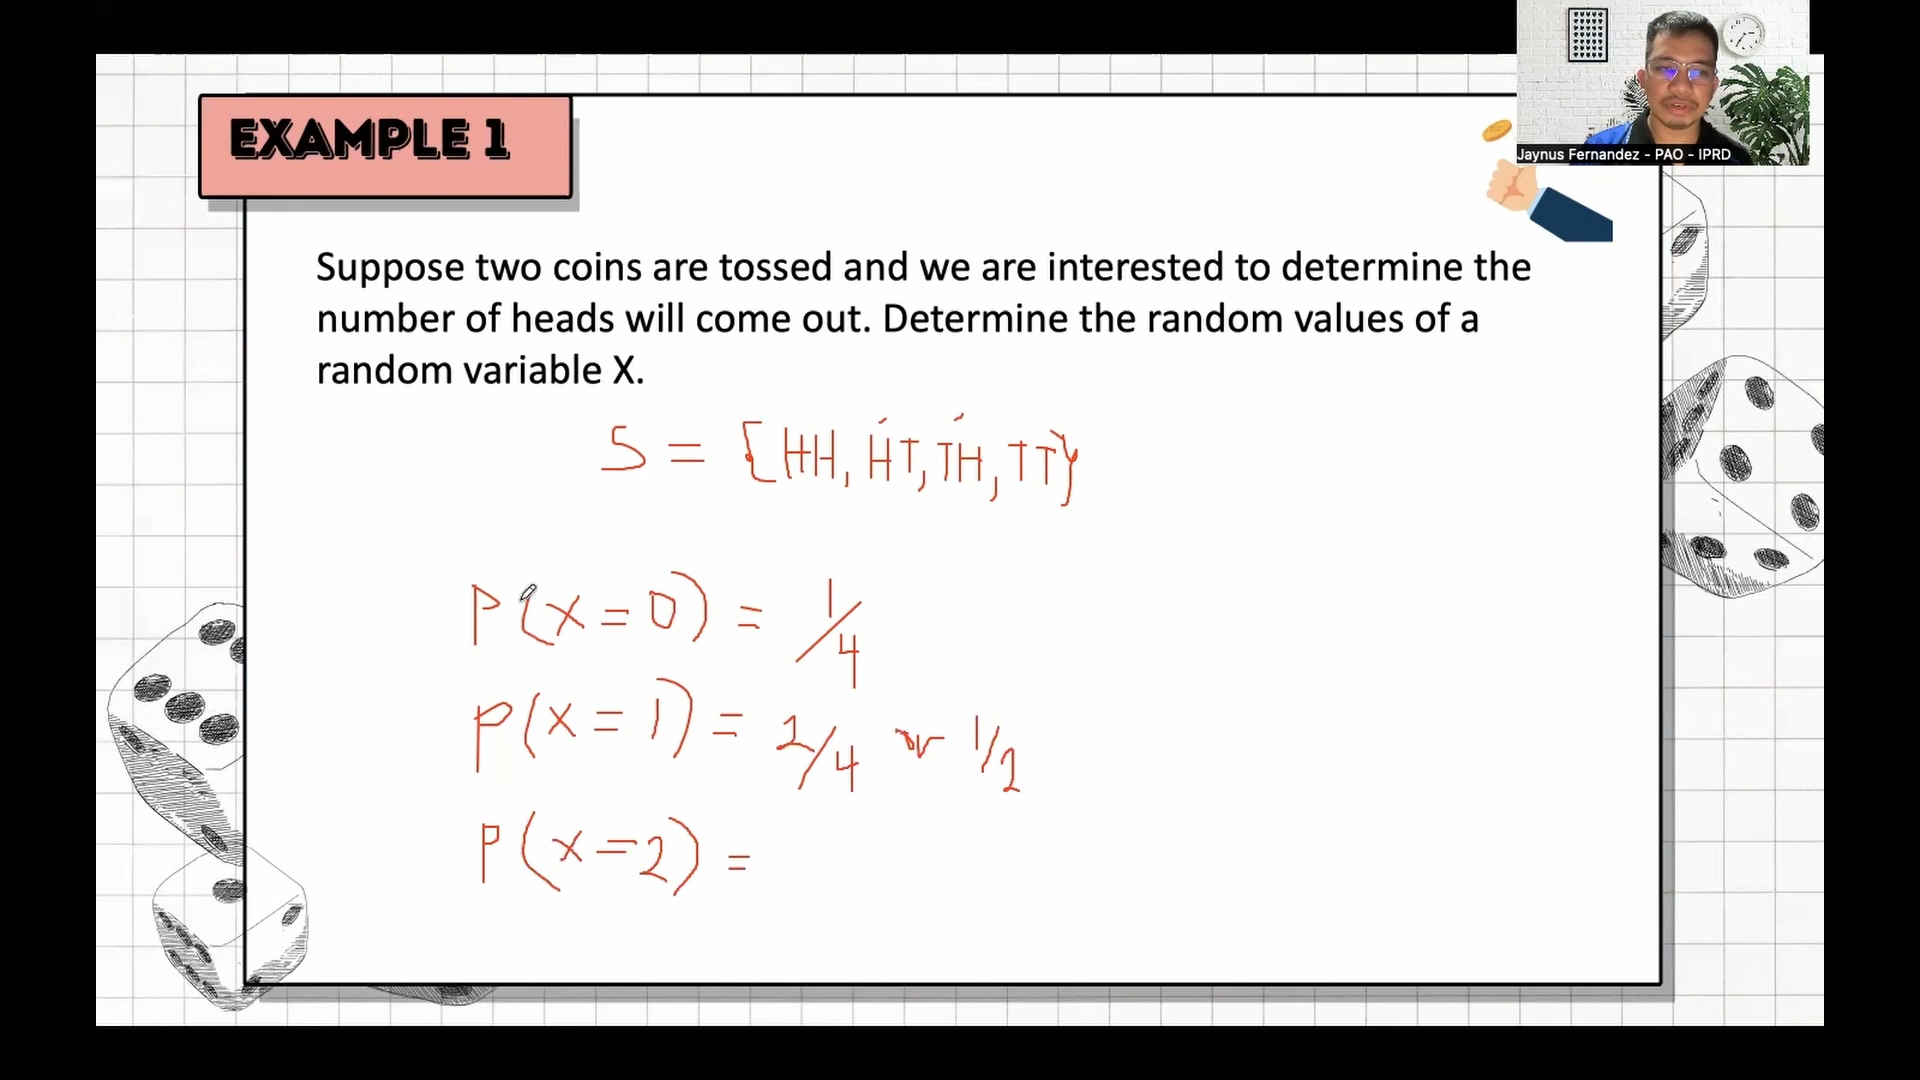 EXAMPLE 1
Jaynus Fernandez - PAO - IPRD
Suppose two coins are tossed and we are interested to determine the
number of heads will come out. Determine the random values of a
random variable X.
S = {HH, HT, TH, TT}
P(x = 0) = 1/4
P(x = 1) = 2/4 or 1/2
P(x = 2) =